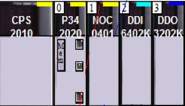 0 1 2 3
CPS P34 NOC DDI DDO
2010 2020 0401 6402K 3202K